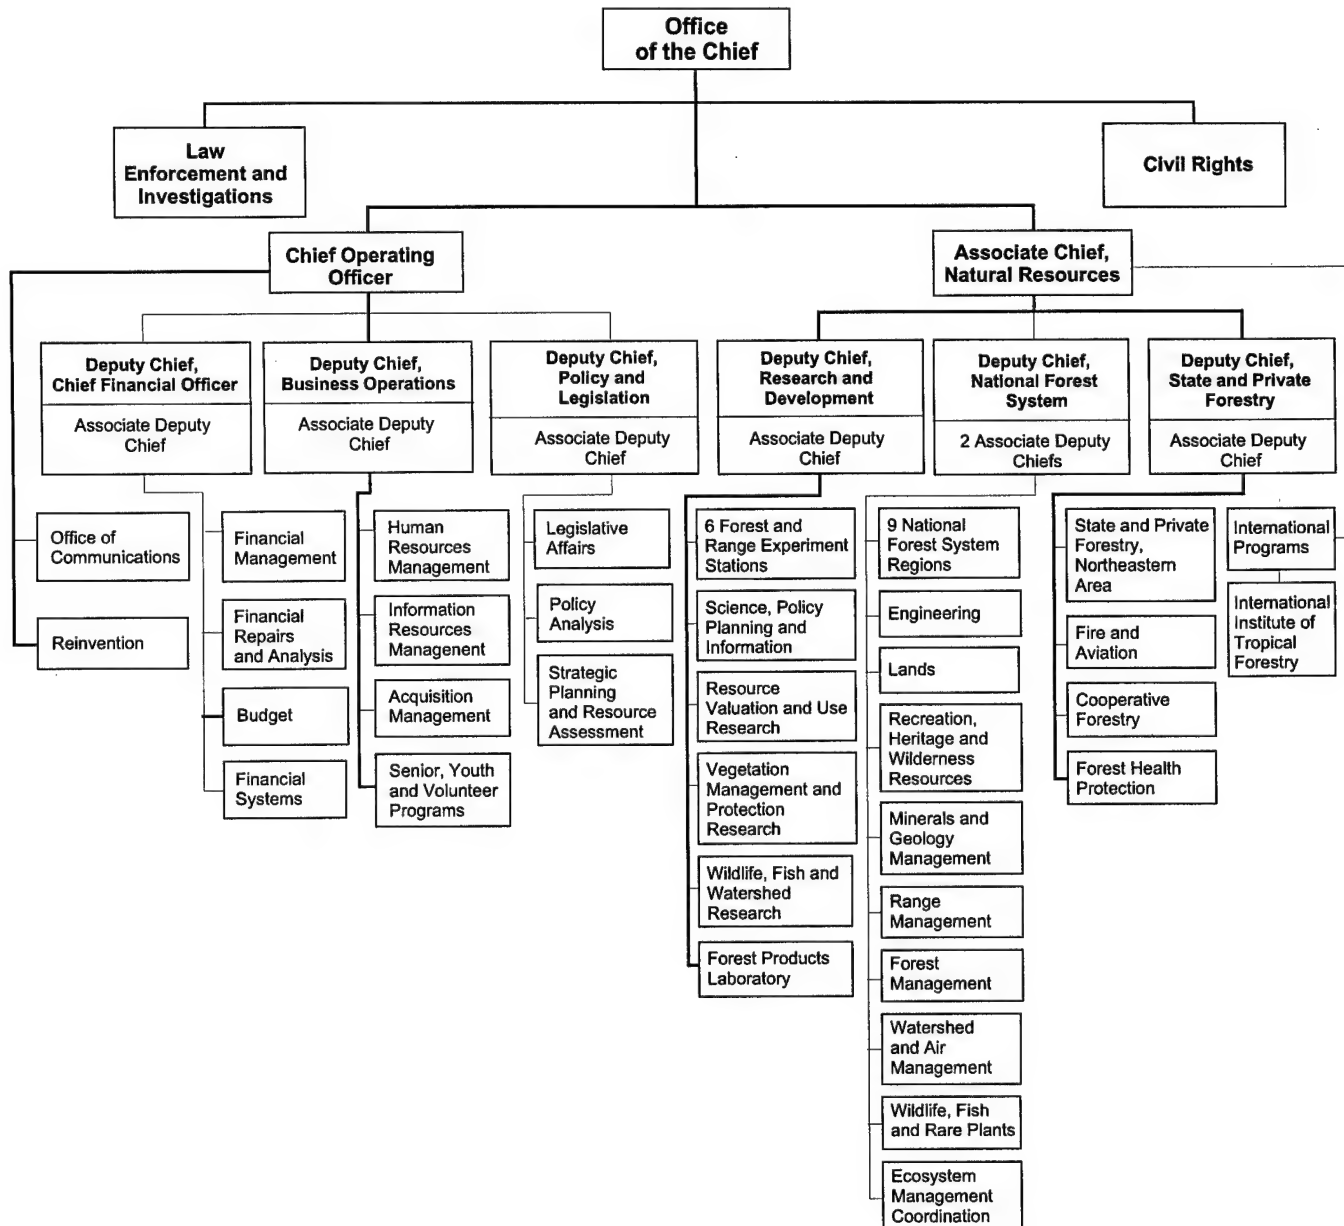 Office
of the Chief
Law
Enforcement and
Investigations
Civil Rights
Chief Operating
Officer
Associate Chief,
Natural Resources
Deputy Chief,
Chief Financial Officer
Associate Deputy
Chief
Deputy Chief,
Business Operations
Associate Deputy
Chief
Deputy Chief,
Policy and
Legislation
Associate Deputy
Chief
Deputy Chief,
Research and
Development
Associate Deputy
Chief
Deputy Chief,
National Forest
System
2 Associate Deputy
Chiefs
Deputy Chief,
State and Private
Forestry
Associate Deputy
Chief
Office of
Communications
Reinvention
Financial
Management
Financial
Repairs
and Analysis
Budget
Financial
Systems
Human
Resources
Management
Information
Resources
Management
Acquisition
Management
Senior, Youth
and Volunteer
Programs
Legislative
Affairs
Policy
Analysis
Strategic
Planning
and Resource
Assessment
6 Forest and
Range Experiment
Stations
Science, Policy
Planning and
Information
Resource
Valuation and Use
Research
Vegetation
Management and
Protection
Research
Wildlife, Fish and
Watershed
Research
Forest Products
Laboratory
9 National
Forest System
Regions
Engineering
Lands
Recreation,
Heritage and
Wilderness
Resources
Minerals and
Geology
Management
Range
Management
Forest
Management
Watershed
and Air
Management
Wildlife, Fish
and Rare Plants
Ecosystem
Management
Coordination
State and Private
Forestry,
Northeastern
Area
Fire and
Aviation
Cooperative
Forestry
Forest Health
Protection
International
Programs
International
Institute of
Tropical
Forestry